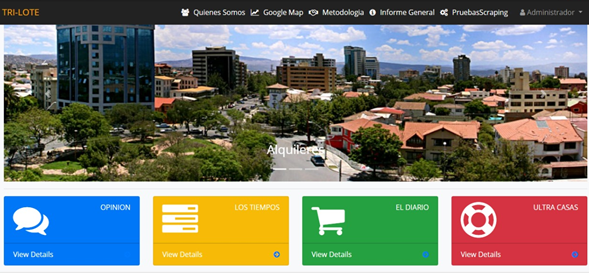 TRI-LOTE Quienes Somos Google Map Metodologia Informe General PruebasScraping Administrador
Alquileres
OPINION LOS TIEMPOS EL DIARIO ULTRA CASAS
View Details View Details View Details View Details